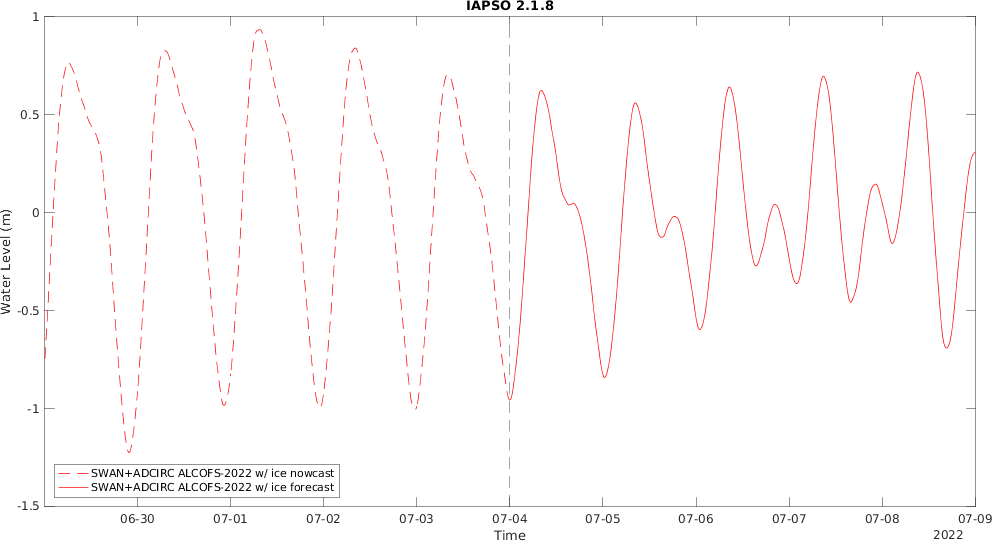 IAPSO 2.1.8
1
0.5
0
-0.5
-1
-1.5
Water Level (m)
SWAN+ADCIRC ALCOFS-2022 w/ ice nowcast
SWAN+ADCIRC ALCOFS-2022 w/ ice forecast
06-30 07-01 07-02 07-03 07-04 07-05 07-06 07-07 07-08 07-09
Time
2022